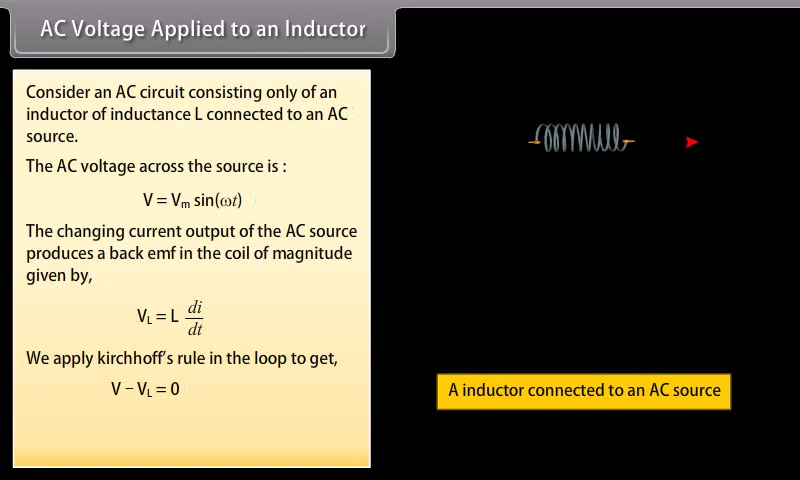 AC Voltage Applied to an Inductor
Consider an AC circuit consisting only of an
inductor of inductance L connected to an AC
source.
The AC voltage across the source is :
V = Vₘ sin(ωt)
The changing current output of the AC source
produces a back emf in the coil of magnitude
given by,
V_L = L di/dt
We apply kirchhoff's rule in the loop to get,
V – V_L = 0
A inductor connected to an AC source